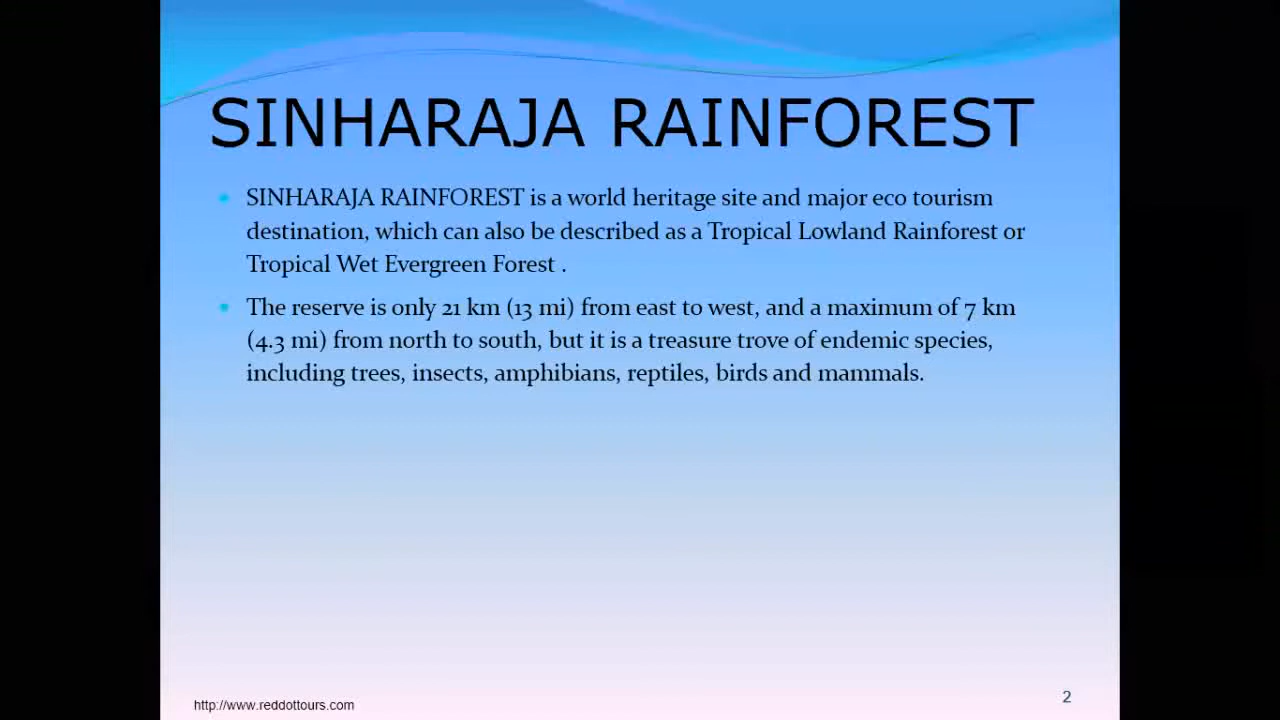 SINHARAJA RAINFOREST
SINHARAJA RAINFOREST is a world heritage site and major eco tourism
destination, which can also be described as a Tropical Lowland Rainforest or
Tropical Wet Evergreen Forest .
The reserve is only 21 km (13 mi) from east to west, and a maximum of 7 km
(4.3 mi) from north to south, but it is a treasure trove of endemic species,
including trees, insects, amphibians, reptiles, birds and mammals.
http://www.reddottours.com
2